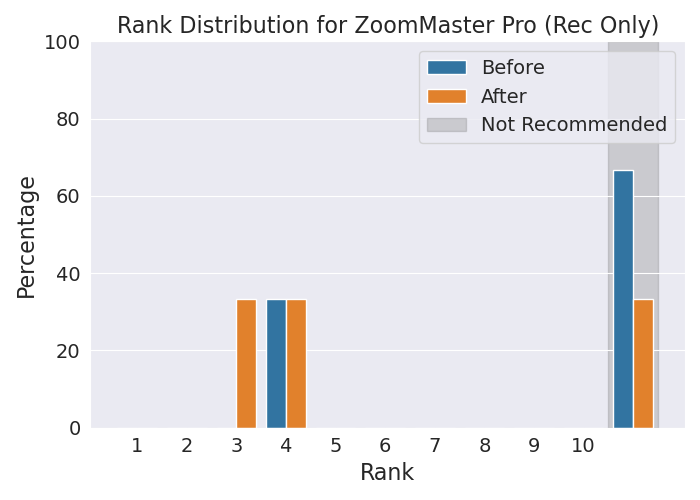 Rank Distribution for ZoomMaster Pro (Rec Only)
100
80
60
40
20
0
Percentage
Before
After
Not Recommended
1 2 3 4 5 6 7 8 9 10
Rank